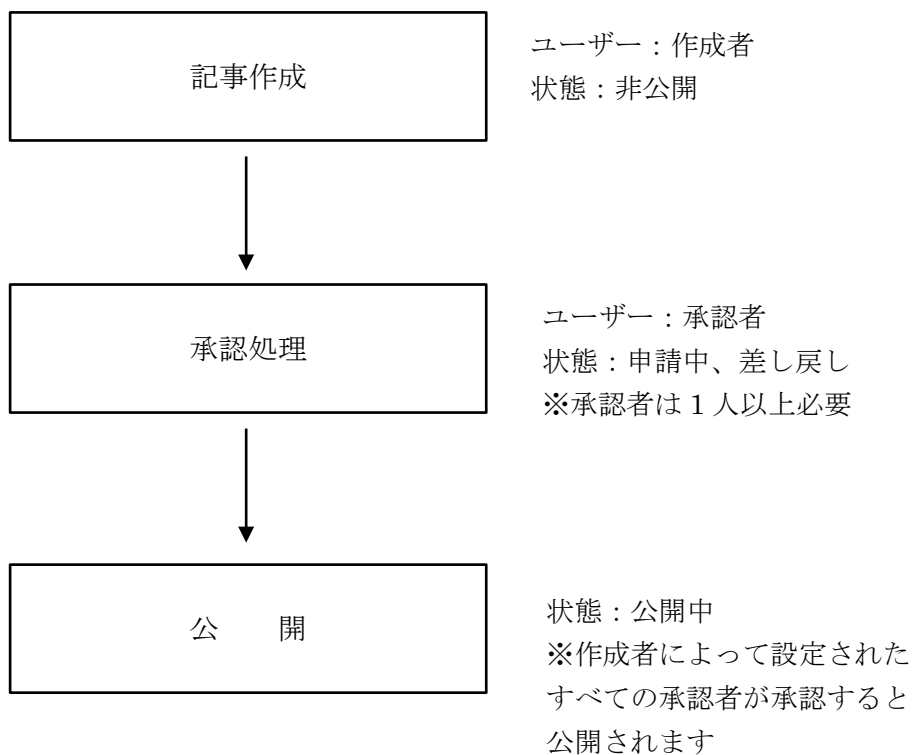 記事作成
ユーザー：作成者
状態：非公開
承認処理
ユーザー：承認者
状態：申請中、差し戻し
※承認者は 1 人以上必要
公　　開
状態：公開中
※作成者によって設定された
すべての承認者が承認すると
公開されます